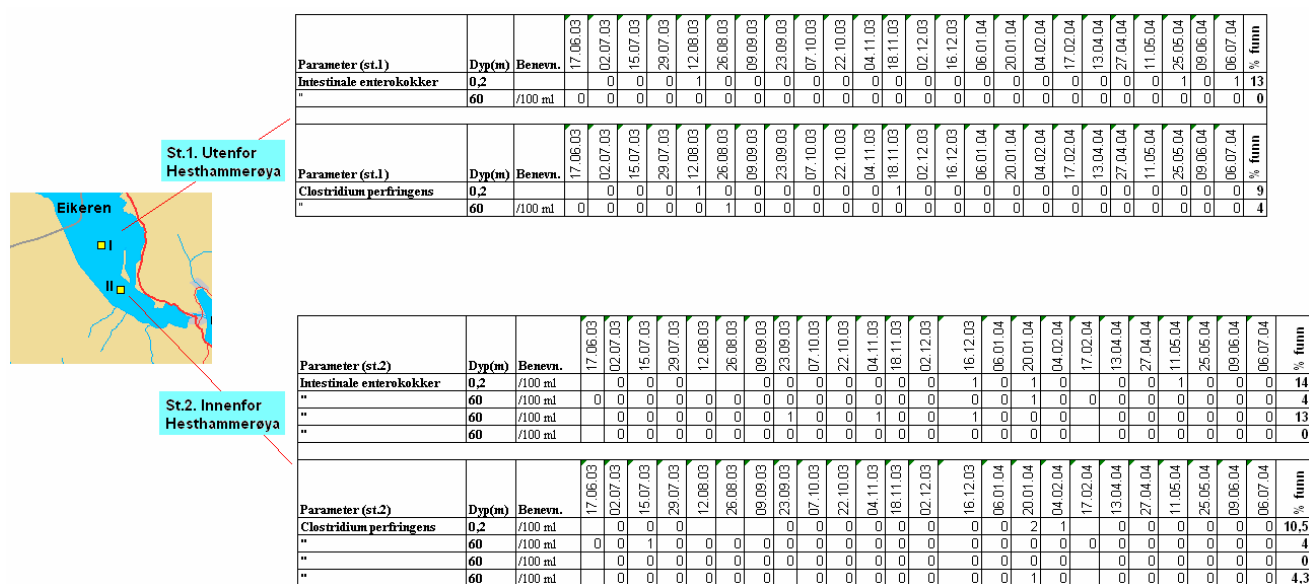 Parameter (st.1) Dyp(m) Benevn. 17.06.03 02.07.03 15.07.03 29.07.03 12.08.03 26.08.03 09.09.03 23.09.03 07.10.03 22.10.03 04.11.03 18.11.03 02.12.03 16.12.03 06.01.04 20.01.04 04.02.04 17.02.04 13.04.04 27.04.04 11.05.04 25.05.04 09.06.04 06.07.04 % funn
Intestinale enterokokker 0,2 0 0 0 1 0 0 0 0 0 0 0 0 0 0 0 0 0 0 0 0 1 0 1 13
" 60 /100 ml 0 0 0 0 0 0 0 0 0 0 0 0 0 0 0 0 0 0 0 0 0 0 0 0 0
Parameter (st.1) Dyp(m) Benevn. 17.06.03 02.07.03 15.07.03 29.07.03 12.08.03 26.08.03 09.09.03 23.09.03 07.10.03 22.10.03 04.11.03 18.11.03 02.12.03 16.12.03 06.01.04 20.01.04 04.02.04 17.02.04 13.04.04 27.04.04 11.05.04 25.05.04 09.06.04 06.07.04 % funn
Clostridium perfringens 0,2 0 0 0 1 0 0 0 0 0 0 1 0 0 0 0 0 0 0 0 0 0 0 0 9
" 60 /100 ml 0 0 0 0 0 1 0 0 0 0 0 0 0 0 0 0 0 0 0 0 0 0 0 0 4
St.1. Utenfor
Hesthammerøya
Eikeren
I
II
St.2. Innenfor
Hesthammerøya
Parameter (st.2) Dyp(m) Benevn. 17.06.03 02.07.03 15.07.03 29.07.03 12.08.03 26.08.03 09.09.03 23.09.03 07.10.03 22.10.03 04.11.03 18.11.03 02.12.03 16.12.03 06.01.04 20.01.04 04.02.04 17.02.04 13.04.04 27.04.04 11.05.04 25.05.04 09.06.04 06.07.04 % funn
Intestinale enterokokker 0,2 /100 ml 0 0 0 0 0 0 0 0 0 0 1 0 1 0 0 0 1 0 0 0 14
" 60 /100 ml 0 0 0 0 0 0 0 0 0 0 0 0 0 0 0 1 0 0 0 0 0 0 0 0 4
" 60 /100 ml 0 0 0 0 0 0 1 0 0 1 0 0 1 0 0 0 0 0 0 0 0 0 13
" 60 /100 ml 0 0 0 0 0 0 0 0 0 0 0 0 0 0 0 0 0 0 0 0 0 0 0
Parameter (st.2) Dyp(m) Benevn. 17.06.03 02.07.03 15.07.03 29.07.03 12.08.03 26.08.03 09.09.03 23.09.03 07.10.03 22.10.03 04.11.03 18.11.03 02.12.03 16.12.03 06.01.04 20.01.04 04.02.04 17.02.04 13.04.04 27.04.04 11.05.04 25.05.04 09.06.04 06.07.04 % funn
Clostridium perfringens 0,2 /100 ml 0 0 0 0 0 0 0 0 0 0 0 2 1 0 0 0 0 0 0 10,5
" 60 /100 ml 0 0 1 0 0 0 0 0 0 0 0 0 0 0 0 0 0 0 0 0 0 0 0 0 4
" 60 /100 ml 0 0 0 0 0 0 0 0 0 0 0 0 0 0 0 0 0 0 0 0 0 0 0
" 60 /100 ml 0 0 0 0 0 0 0 0 0 0 0 0 0 0 1 0 0 0 0 0 0 0 4,3